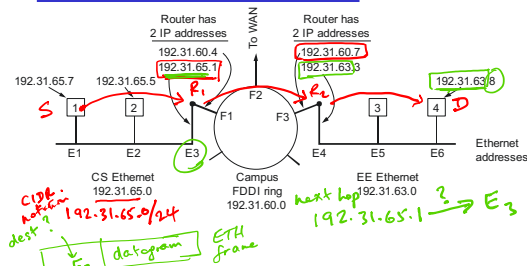 Router has
2 IP addresses
192.31.60.4
192.31.65.1
To WAN
Router has
2 IP addresses
192.31.60.7
192.31.63.3
192.31.65.7
192.31.65.5
192.31.63.8
S
1
2
R1
F1
F2
F3
R2
3
4
D
E1
E2
E3
E4
E5
E6
Ethernet
addresses
CS Ethernet
192.31.65.0
Campus
FDDI ring
192.31.60.0
EE Ethernet
192.31.63.0
CIDR
notation
192.31.65.0/24
next hop
192.31.65.1 ? E3
dest ?
datagram
ETH
frame